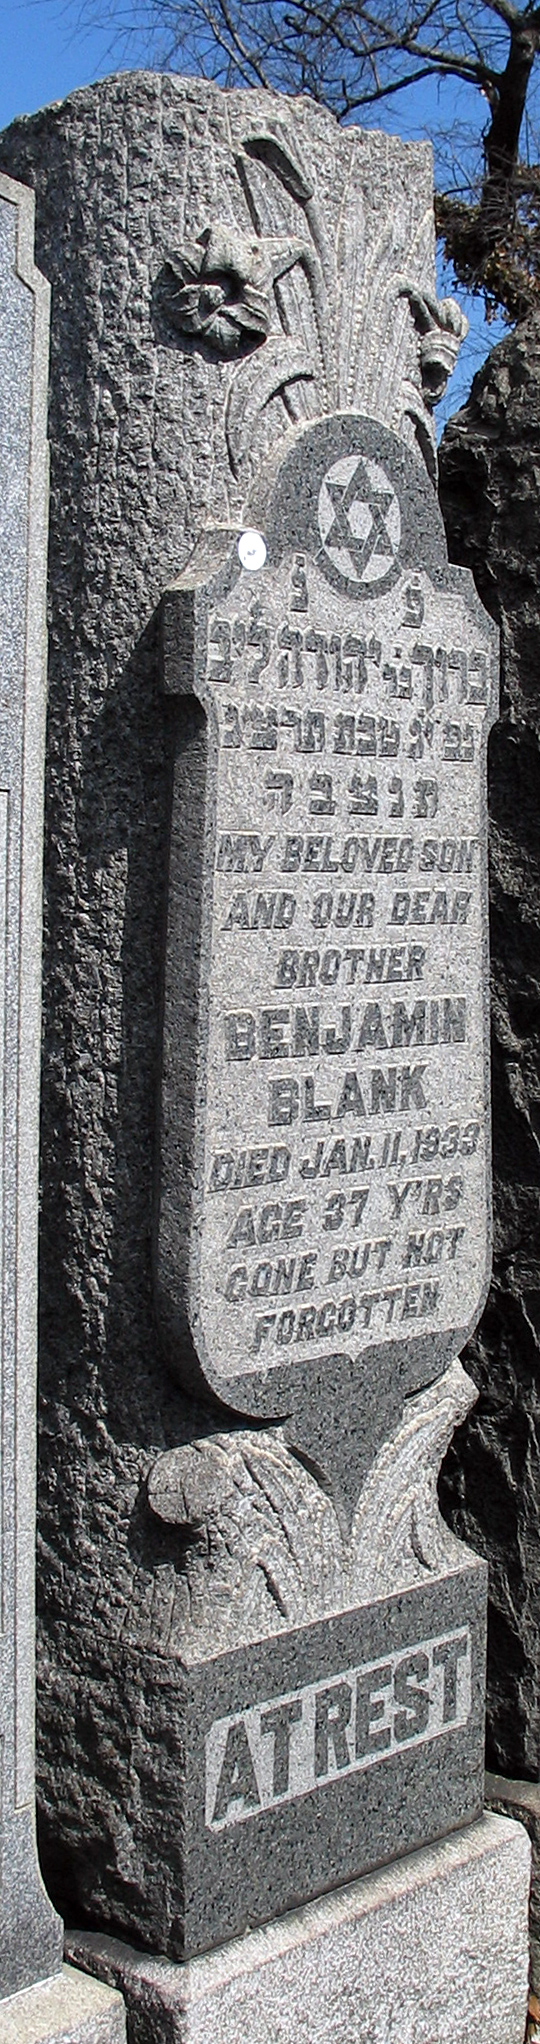 פ נ
ברוך בר' יהודה ליב
נפ' י"ג טבת תרצ"ג
ת נ צ ב ה
MY BELOVED SON
AND OUR DEAR
BROTHER
BENJAMIN
BLANK
DIED JAN. 11, 1933
AGE 37 Y'RS
GONE BUT NOT
FORGOTTEN
AT REST